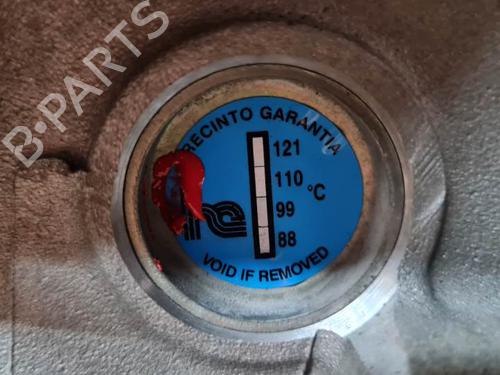 B-PARTS
RECINTO GARANTIA
121
110
°C
99
88
VOID IF REMOVED